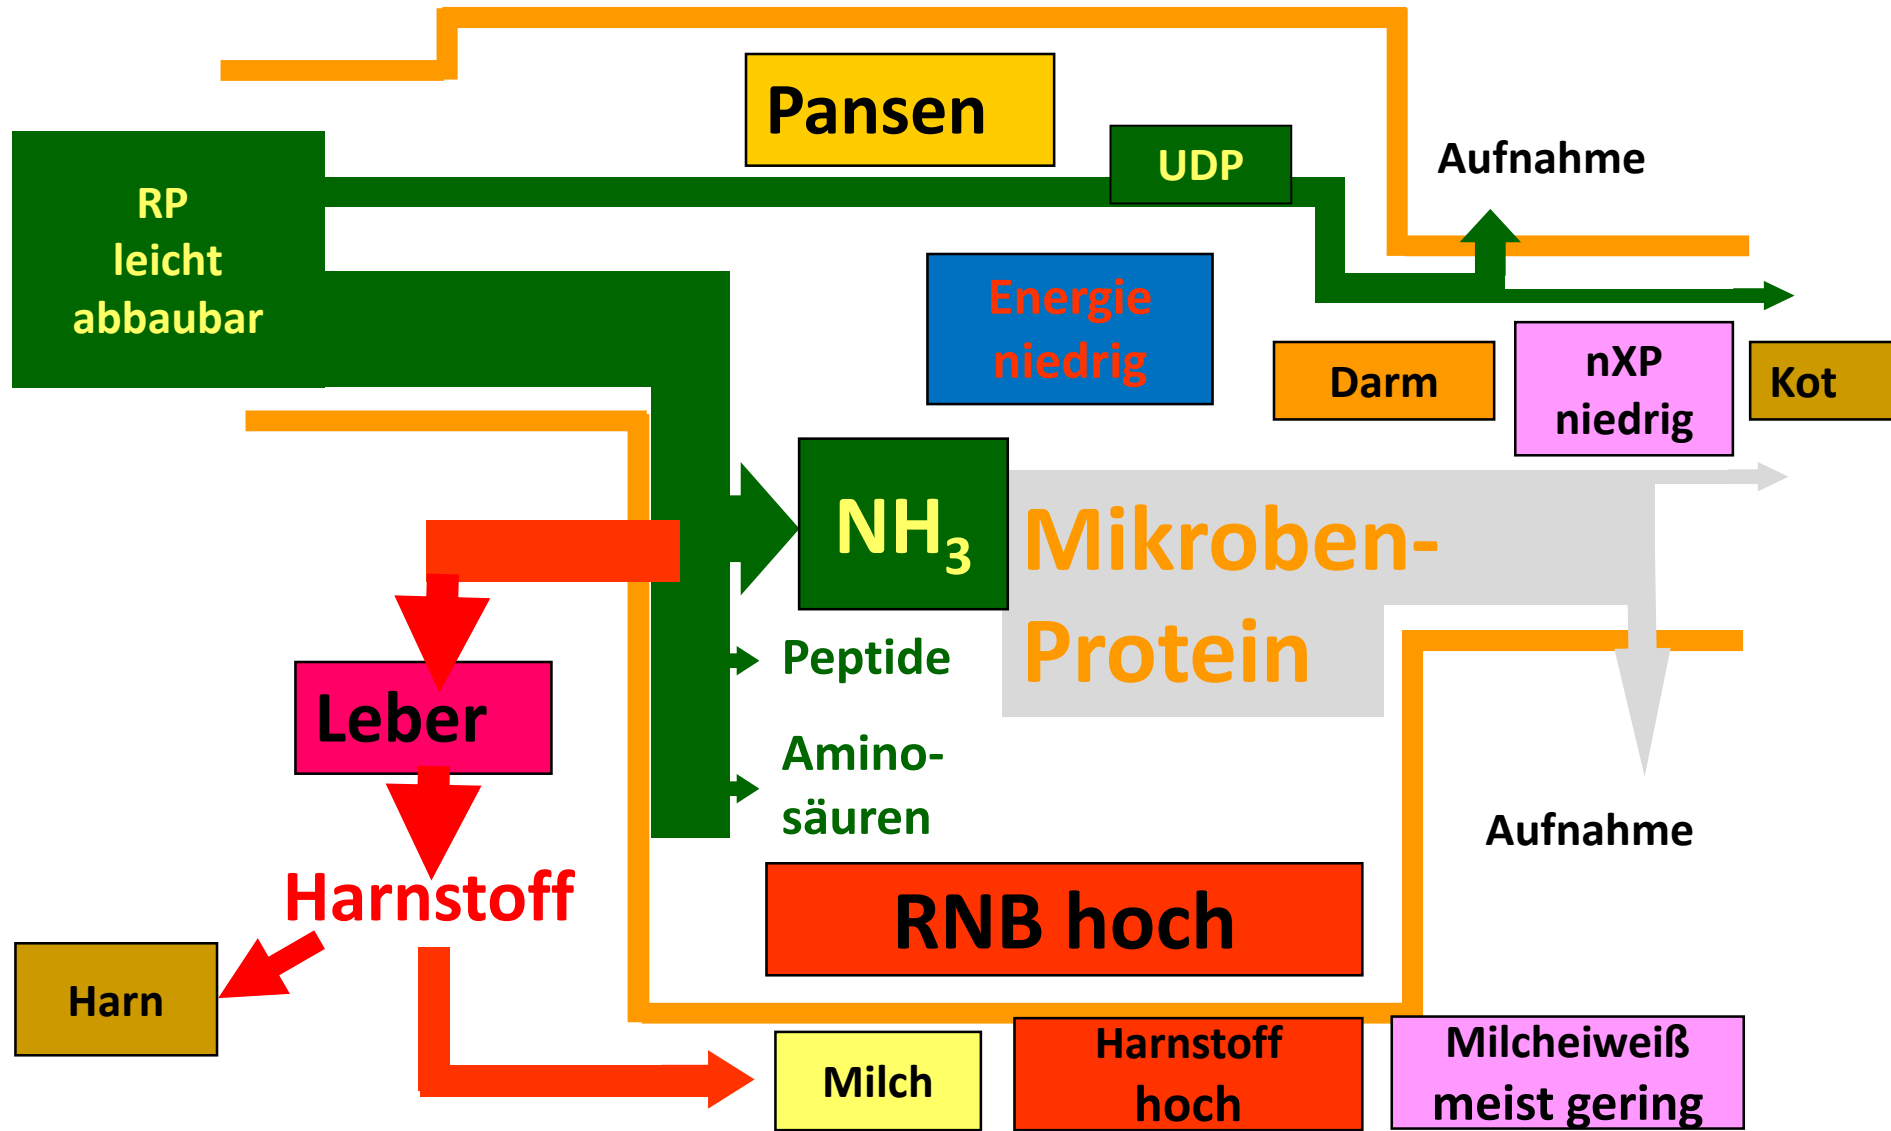 Pansen
UDP
Aufnahme
RP
leicht
abbaubar
Energie
niedrig
Darm
nXP
niedrig
Kot
NH₃
Mikroben-
Protein
Peptide
Leber
Amino-
säuren
Aufnahme
Harnstoff
RNB hoch
Harn
Milch
Harnstoff
hoch
Milcheiweiß
meist gering